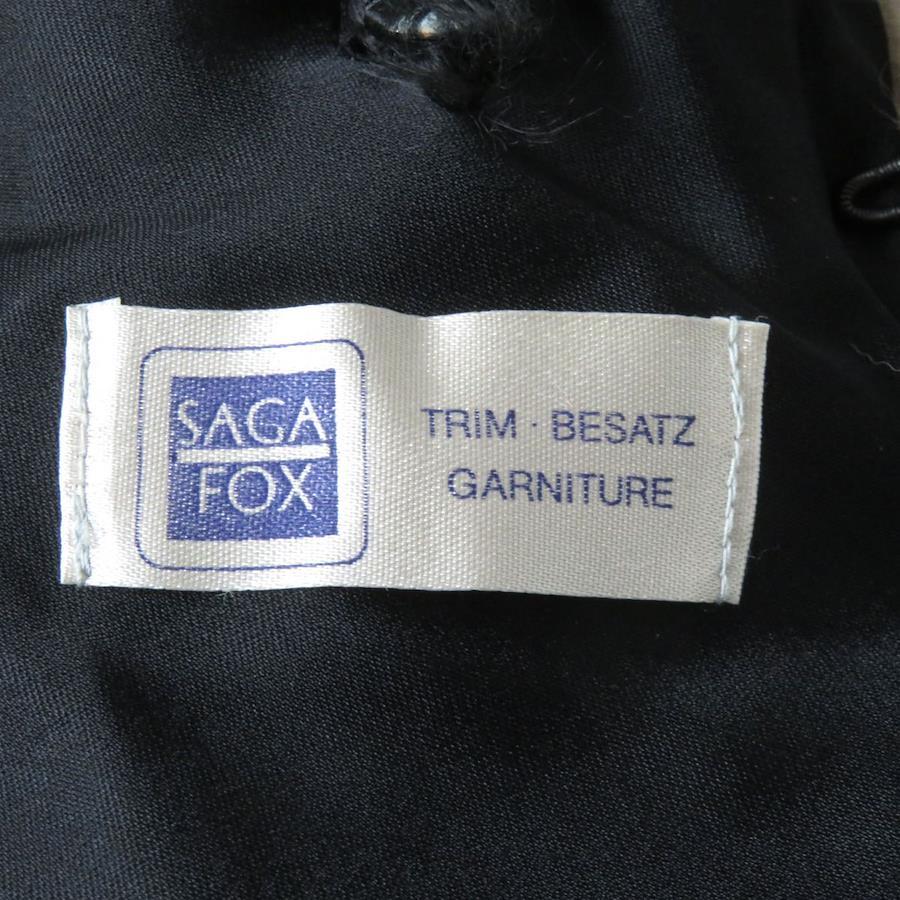 SAGA
FOX
TRIM · BESATZ
GARNITURE